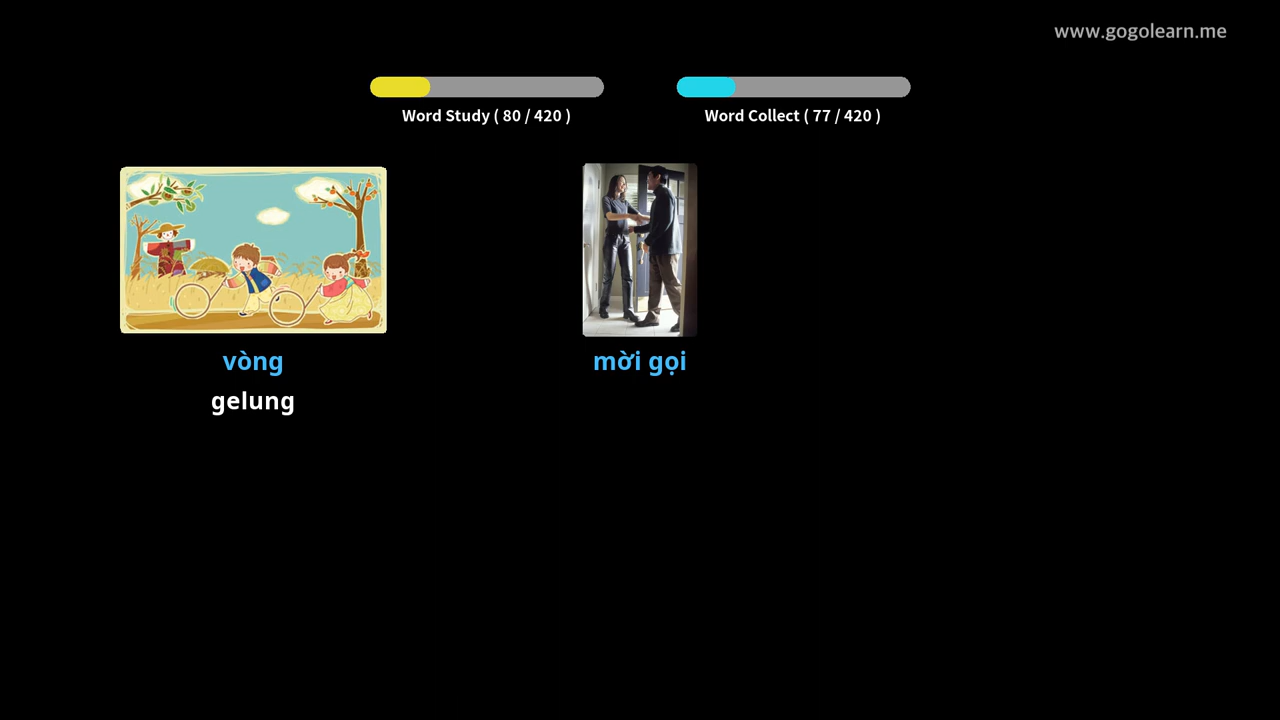 www.gogolearn.me
Word Study ( 80 / 420 )
Word Collect ( 77 / 420 )
vòng
gelung
mời gọi